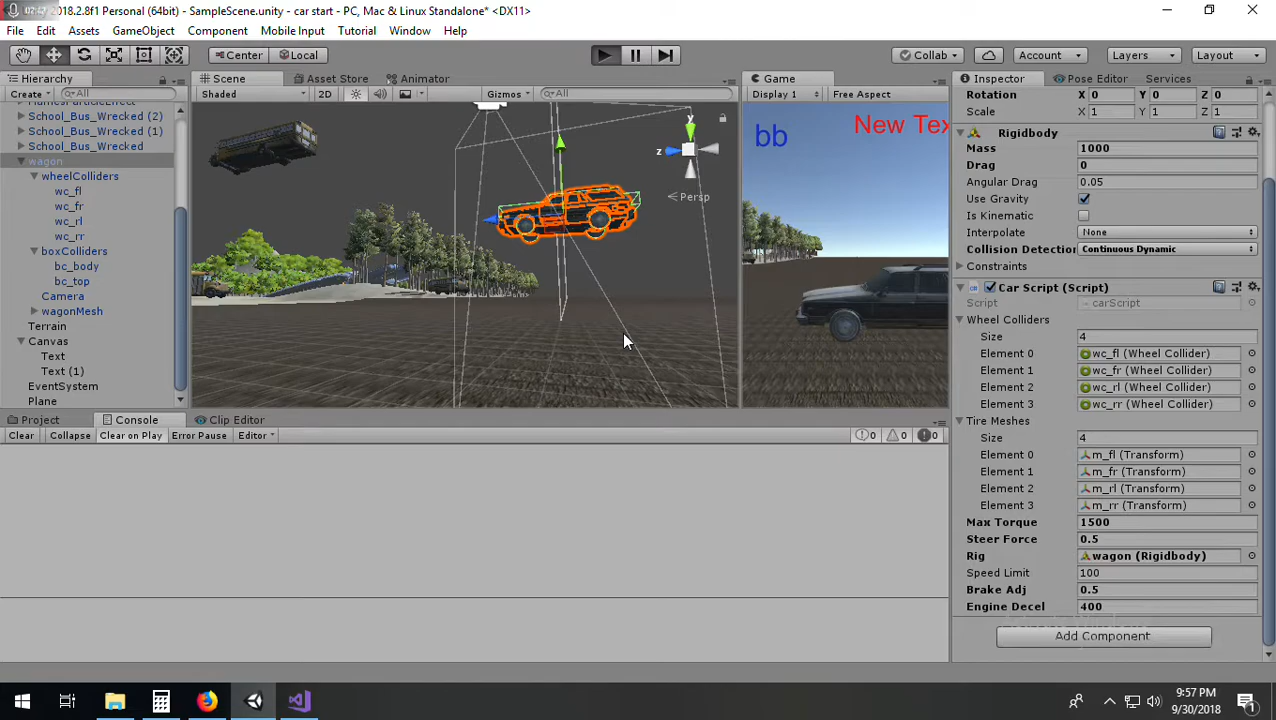 02:47 2018.2.8f1 Personal (64bit) - SampleScene.unity - car start - PC, Mac & Linux Standalone* <DX11>
File Edit Assets GameObject Component Mobile Input Tutorial Window Help
Center Local Collab Account Layers Layout
Hierarchy Scene Asset Store Animator Game Inspector Pose Editor Services
Create All Shaded 2D Gizmos All Display 1 Free Aspect
FlamesParticleEffect
School_Bus_Wrecked (2)
School_Bus_Wrecked (1)
School_Bus_Wrecked
wagon
wheelColliders
wc_fl
wc_fr
wc_rl
wc_rr
boxColliders
bc_body
bc_top
Camera
wagonMesh
Terrain
Canvas
Text
Text (1)
EventSystem
Plane
y
z
Persp
bb
New Tex
Rotation X 0 Y 0 Z 0
Scale X 1 Y 1 Z 1
Rigidbody
Mass 1000
Drag 0
Angular Drag 0.05
Use Gravity
Is Kinematic
Interpolate None
Collision Detection Continuous Dynamic
Constraints
Car Script (Script)
Script carScript
Wheel Colliders
Size 4
Element 0 wc_fl (Wheel Collider)
Element 1 wc_fr (Wheel Collider)
Element 2 wc_rl (Wheel Collider)
Element 3 wc_rr (Wheel Collider)
Tire Meshes
Size 4
Element 0 m_fl (Transform)
Element 1 m_fr (Transform)
Element 2 m_rl (Transform)
Element 3 m_rr (Transform)
Max Torque 1500
Steer Force 0.5
Rig wagon (Rigidbody)
Speed Limit 100
Brake Adj 0.5
Engine Decel 400
Add Component
Project Console Clip Editor
Clear Collapse Clear on Play Error Pause Editor 0 0 0
9:57 PM
9/30/2018
1